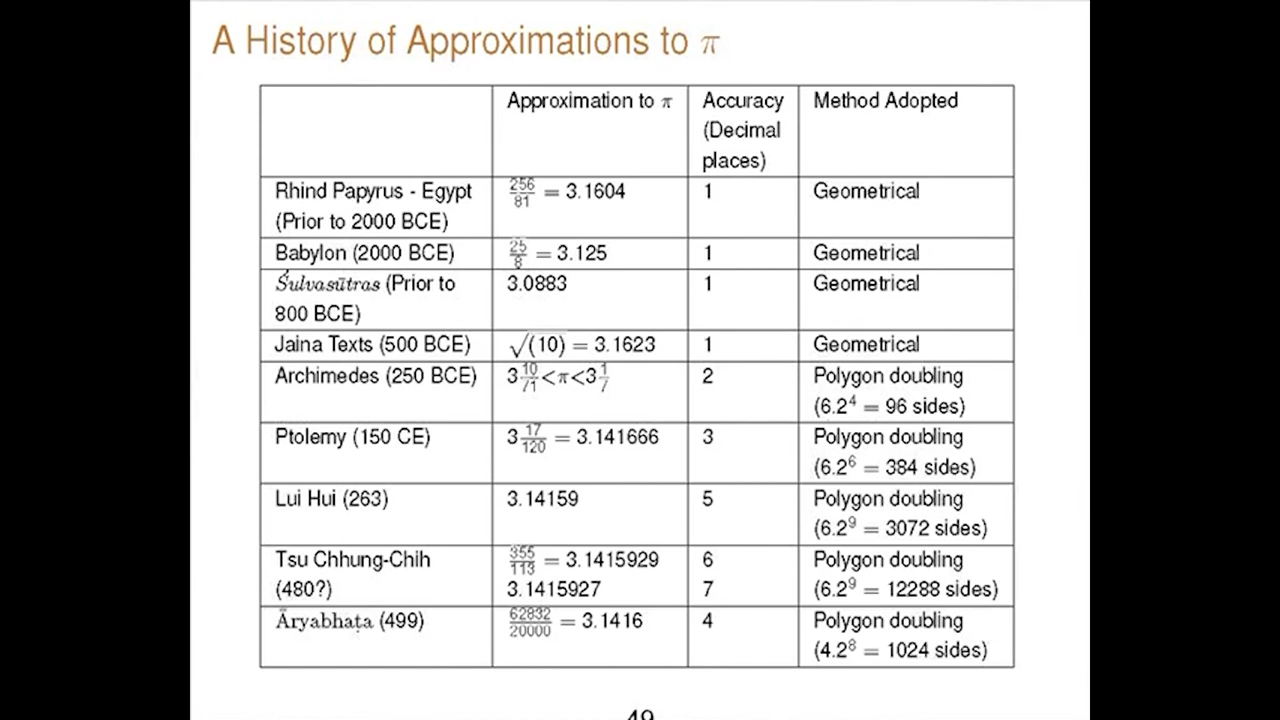 A History of Approximations to π
Approximation to π Accuracy (Decimal places) Method Adopted
Rhind Papyrus - Egypt (Prior to 2000 BCE) 256/81 = 3.1604 1 Geometrical
Babylon (2000 BCE) 25/8 = 3.125 1 Geometrical
Śulvasūtras (Prior to 800 BCE) 3.0883 1 Geometrical
Jaina Texts (500 BCE) √(10) = 3.1623 1 Geometrical
Archimedes (250 BCE) 3 10/71 < π < 3 1/7 2 Polygon doubling (6.2⁴ = 96 sides)
Ptolemy (150 CE) 3 17/120 = 3.141666 3 Polygon doubling (6.2⁶ = 384 sides)
Lui Hui (263) 3.14159 5 Polygon doubling (6.2⁹ = 3072 sides)
Tsu Chhung-Chih (480?) 355/113 = 3.1415929 6 3.1415927 7 Polygon doubling (6.2⁹ = 12288 sides)
Āryabhaṭa (499) 62832/20000 = 3.1416 4 Polygon doubling (4.2⁸ = 1024 sides)